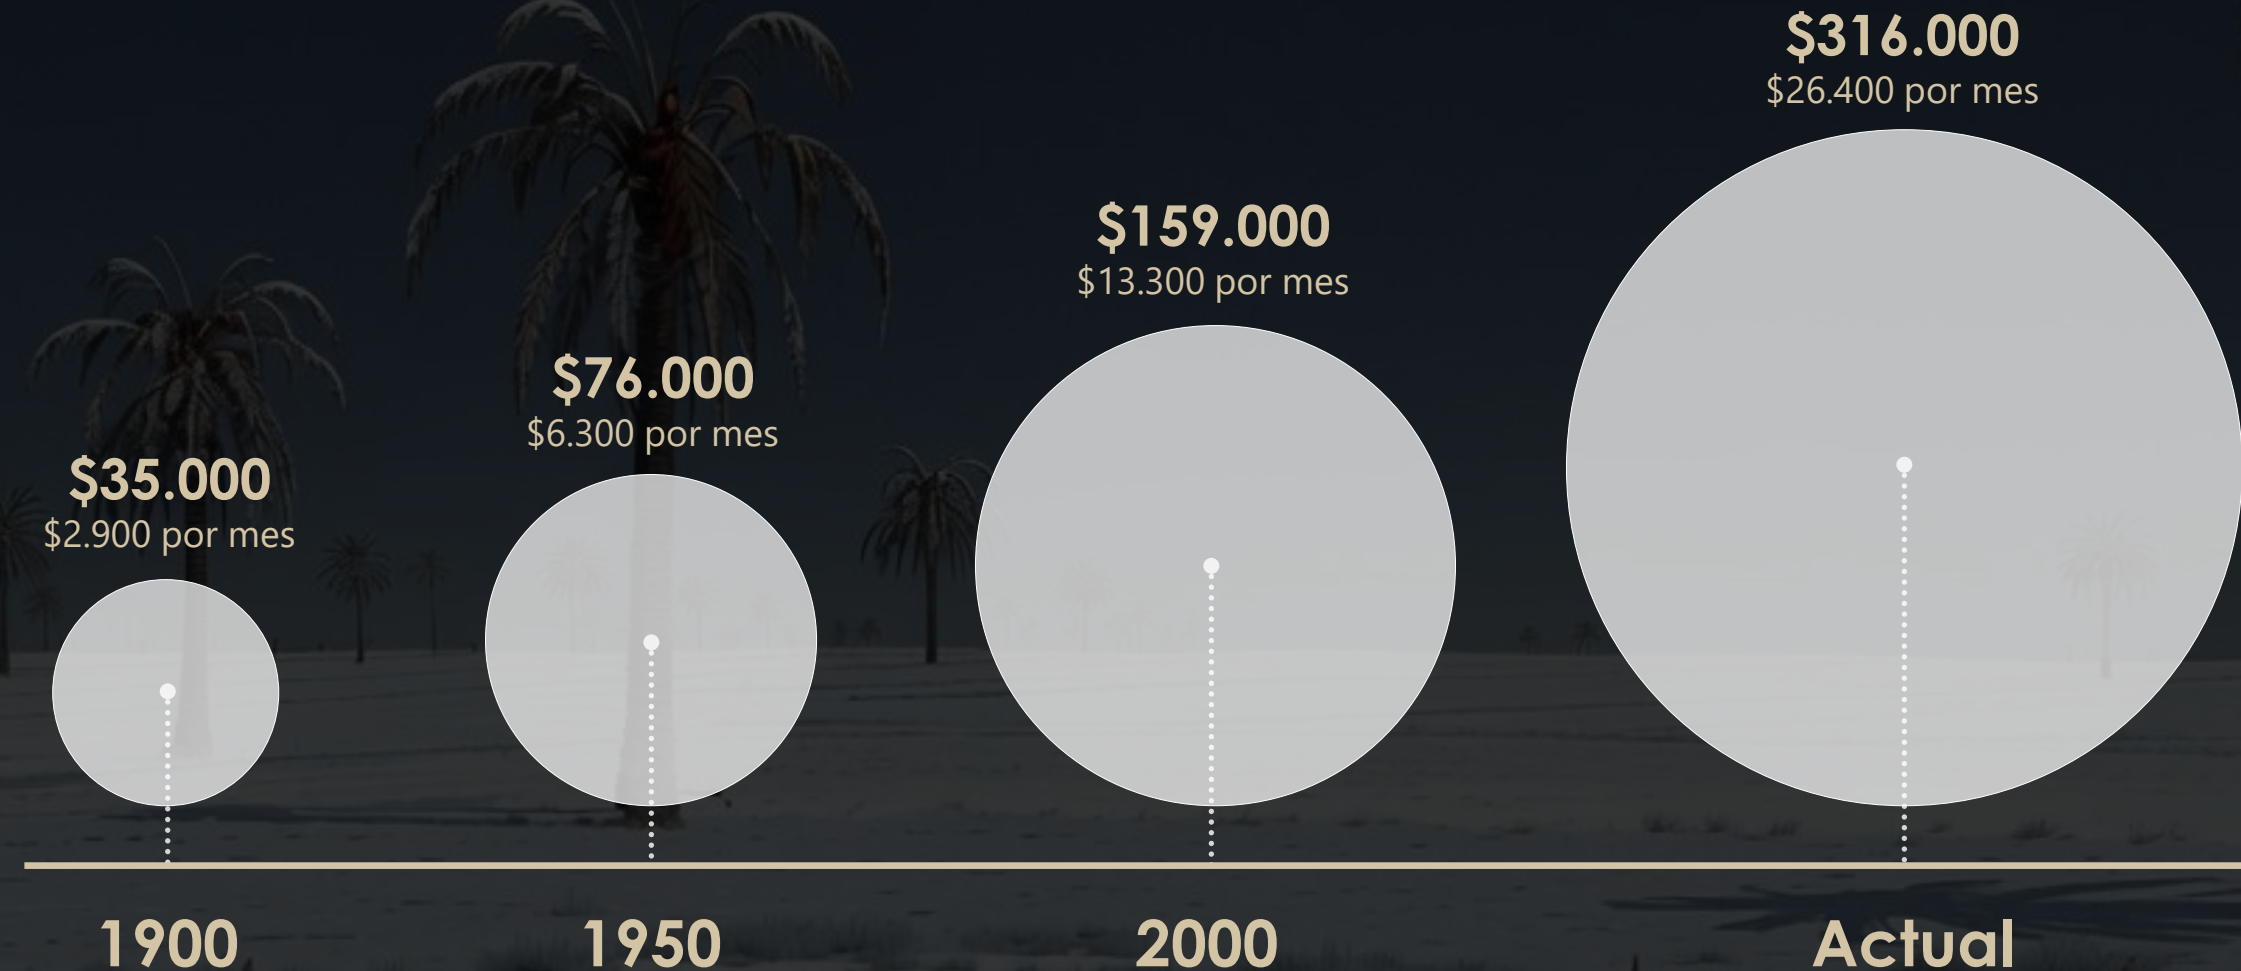 $316.000
$26.400 por mes
$159.000
$13.300 por mes
$76.000
$6.300 por mes
$35.000
$2.900 por mes
1900
1950
2000
Actual